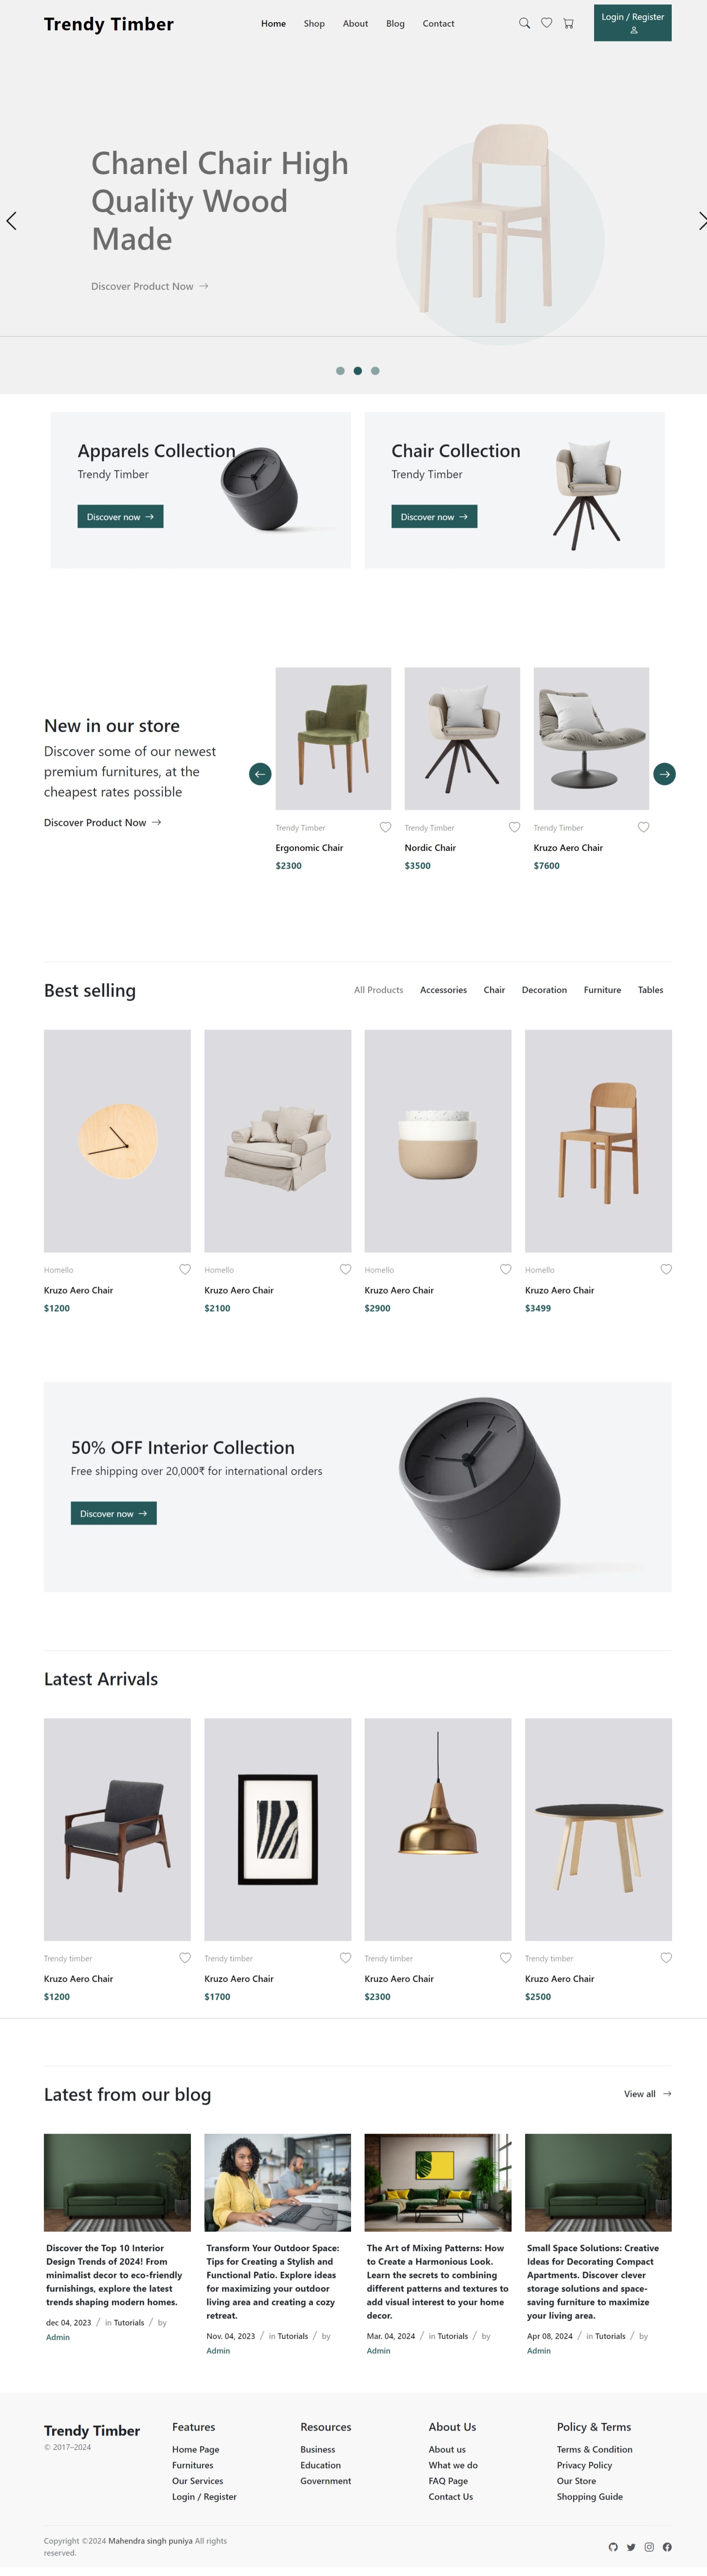 Trendy Timber
Home Shop About Blog Contact
Login / Register
Chanel Chair High
Quality Wood
Made
Discover Product Now
Apparels Collection
Trendy Timber
Discover now
Chair Collection
Trendy Timber
Discover now
New in our store
Discover some of our newest
premium furnitures, at the
cheapest rates possible
Discover Product Now
Trendy Timber
Ergonomic Chair
$2300
Trendy Timber
Nordic Chair
$3500
Trendy Timber
Kruzo Aero Chair
$7600
Best selling
All Products Accessories Chair Decoration Furniture Tables
Homello
Kruzo Aero Chair
$1200
Homello
Kruzo Aero Chair
$2100
Homello
Kruzo Aero Chair
$2900
Homello
Kruzo Aero Chair
$3499
50% OFF Interior Collection
Free shipping over 20,000₹ for international orders
Discover now
Latest Arrivals
Trendy timber
Kruzo Aero Chair
$1200
Trendy timber
Kruzo Aero Chair
$1700
Trendy timber
Kruzo Aero Chair
$2300
Trendy timber
Kruzo Aero Chair
$2500
Latest from our blog
View all
Discover the Top 10 Interior
Design Trends of 2024! From
minimalist decor to eco-friendly
furnishings, explore the latest
trends shaping modern homes.
dec 04, 2023 / in Tutorials / by
Admin
Transform Your Outdoor Space:
Tips for Creating a Stylish and
Functional Patio. Explore ideas
for maximizing your outdoor
living area and creating a cozy
retreat.
Nov. 04, 2023 / in Tutorials / by
Admin
The Art of Mixing Patterns: How
to Create a Harmonious Look.
Learn the secrets to combining
different patterns and textures to
add visual interest to your home
decor.
Mar. 04, 2024 / in Tutorials / by
Admin
Small Space Solutions: Creative
Ideas for Decorating Compact
Apartments. Discover clever
storage solutions and space-
saving furniture to maximize
your living area.
Apr 08, 2024 / in Tutorials / by
Admin
Trendy Timber
© 2017–2024
Features
Home Page
Furnitures
Our Services
Login / Register
Resources
Business
Education
Government
About Us
About us
What we do
FAQ Page
Contact Us
Policy & Terms
Terms & Condition
Privacy Policy
Our Store
Shopping Guide
Copyright ©2024 Mahendra singh puniya All rights
reserved.